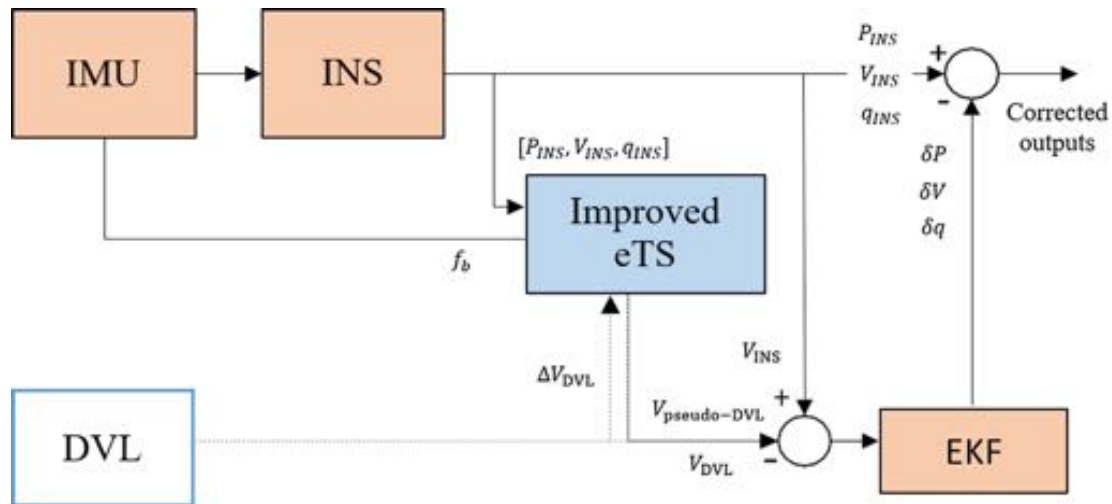 IMU
INS
P_INS
V_INS
q_INS
+
-
Corrected
outputs
[P_INS, V_INS, q_INS]
δP
δV
δq
Improved
eTS
f_b
V_INS
ΔV_DVL
+
V_pseudo−DVL
-
V_DVL
DVL
EKF